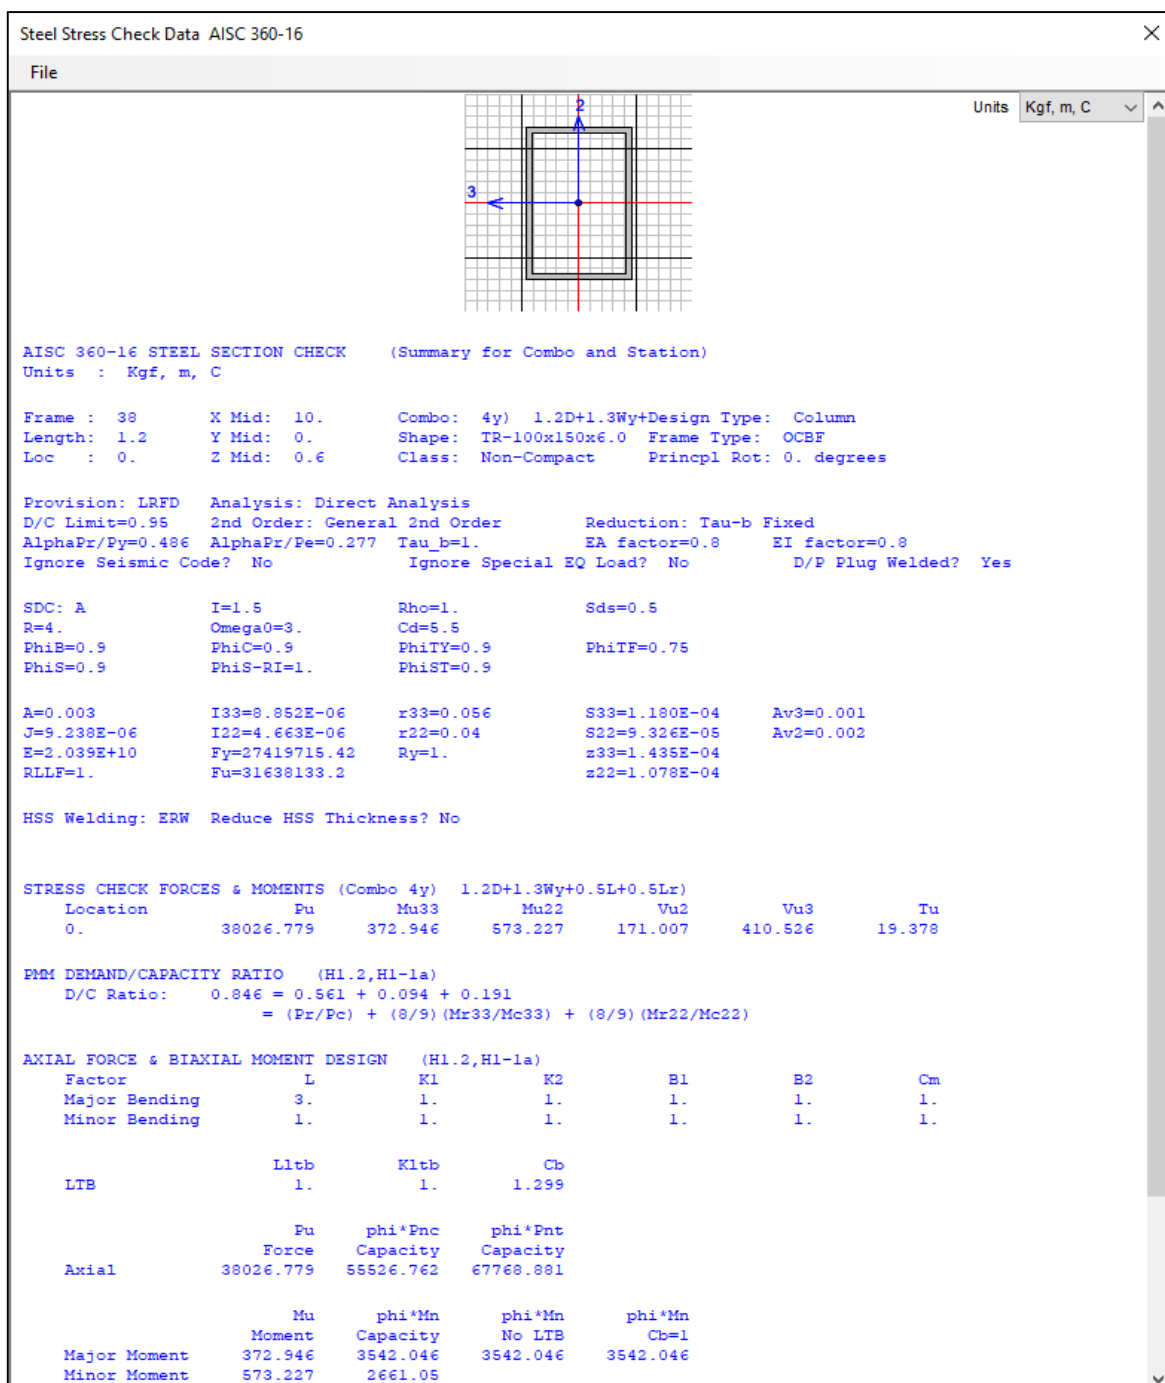 Steel Stress Check Data AISC 360-16
File
Units Kgf, m, C
2
3
AISC 360-16 STEEL SECTION CHECK (Summary for Combo and Station)
Units : Kgf, m, C
Frame : 38 X Mid: 10. Combo: 4y) 1.2D+1.3Wy+Design Type: Column
Length: 1.2 Y Mid: 0. Shape: TR-100x150x6.0 Frame Type: OCBF
Loc : 0. Z Mid: 0.6 Class: Non-Compact Princpl Rot: 0. degrees
Provision: LRFD Analysis: Direct Analysis
D/C Limit=0.95 2nd Order: General 2nd Order Reduction: Tau-b Fixed
AlphaPr/Py=0.486 AlphaPr/Pe=0.277 Tau_b=1. EA factor=0.8 EI factor=0.8
Ignore Seismic Code? No Ignore Special EQ Load? No D/P Plug Welded? Yes
SDC: A I=1.5 Rho=1. Sds=0.5
R=4. Omega0=3. Cd=5.5
PhiB=0.9 PhiC=0.9 PhiTY=0.9 PhiTF=0.75
PhiS=0.9 PhiS-RI=1. PhiST=0.9
A=0.003 I33=8.852E-06 r33=0.056 S33=1.180E-04 Av3=0.001
J=9.238E-06 I22=4.663E-06 r22=0.04 S22=9.326E-05 Av2=0.002
E=2.039E+10 Fy=27419715.42 Ry=1. z33=1.435E-04
RLLF=1. Fu=31638133.2 z22=1.078E-04
HSS Welding: ERW Reduce HSS Thickness? No
STRESS CHECK FORCES & MOMENTS (Combo 4y) 1.2D+1.3Wy+0.5L+0.5Lr)
Location Pu Mu33 Mu22 Vu2 Vu3 Tu
0. 38026.779 372.946 573.227 171.007 410.526 19.378
PMM DEMAND/CAPACITY RATIO (H1.2,H1-1a)
D/C Ratio: 0.846 = 0.561 + 0.094 + 0.191
= (Pr/Pc) + (8/9)(Mr33/Mc33) + (8/9)(Mr22/Mc22)
AXIAL FORCE & BIAXIAL MOMENT DESIGN (H1.2,H1-1a)
Factor L K1 K2 B1 B2 Cm
Major Bending 3. 1. 1. 1. 1. 1.
Minor Bending 1. 1. 1. 1. 1. 1.
Lltb Kltb Cb
LTB 1. 1. 1.299
Pu phi*Pnc phi*Pnt
Force Capacity Capacity
Axial 38026.779 55526.762 67768.881
Mu phi*Mn phi*Mn phi*Mn
Moment Capacity No LTB Cb=1
Major Moment 372.946 3542.046 3542.046 3542.046
Minor Moment 573.227 2661.05